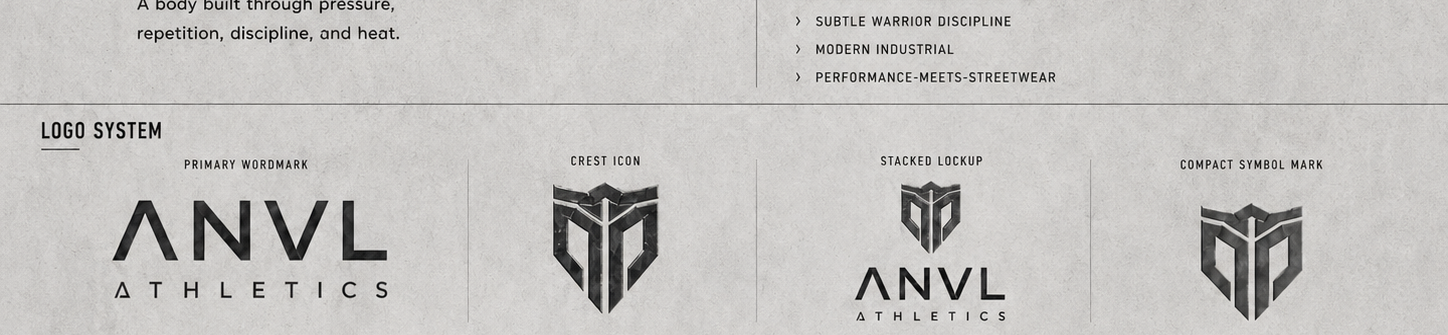 A body built through pressure,
repetition, discipline, and heat.
› SUBTLE WARRIOR DISCIPLINE
› MODERN INDUSTRIAL
› PERFORMANCE-MEETS-STREETWEAR
LOGO SYSTEM
PRIMARY WORDMARK
ANVL
ATHLETICS
CREST ICON
STACKED LOCKUP
ANVL
ATHLETICS
COMPACT SYMBOL MARK